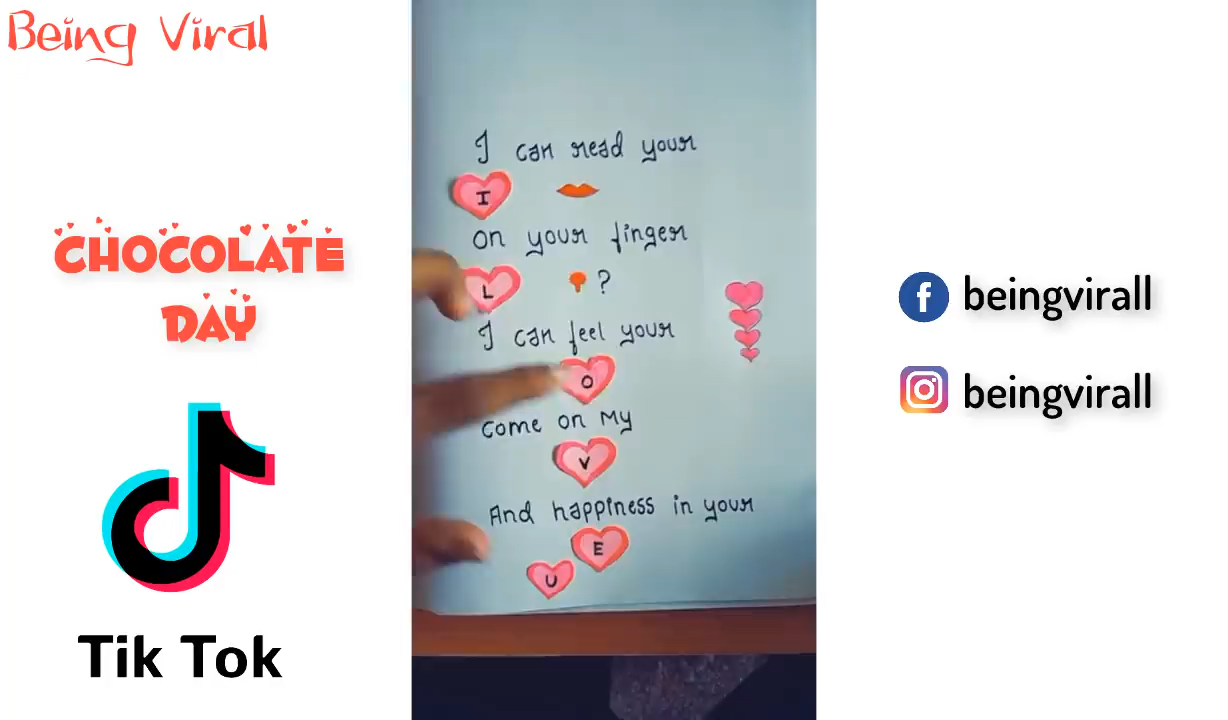 Being Viral
CHOCOLATE
DAY
Tik Tok
I can read your
I
on your finger
L ?
I can feel your
O
come on My
V
And happiness in your
E
U
beingvirall
beingvirall